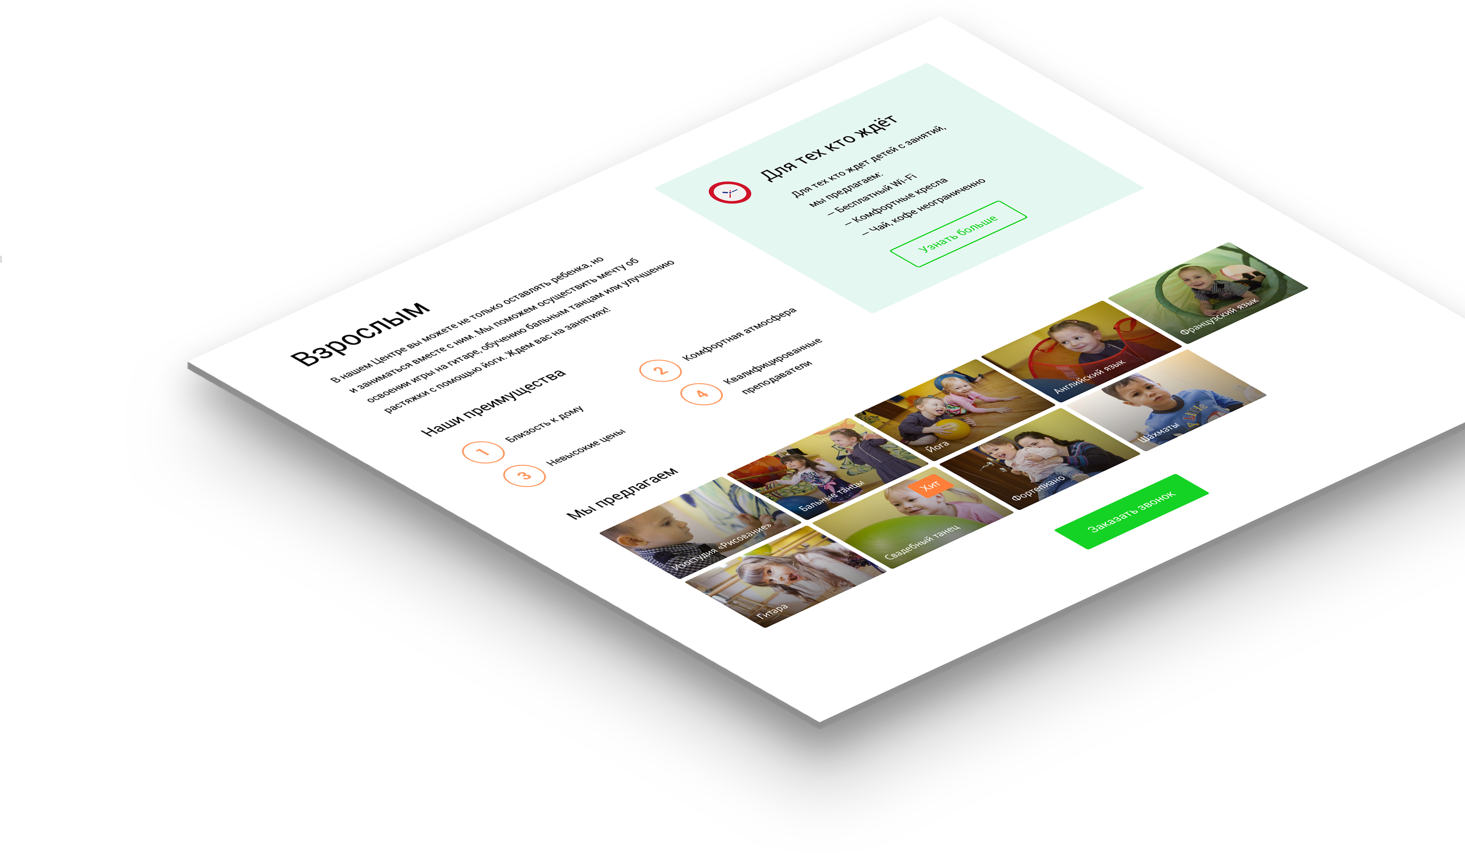 Взрослым
В нашем Центре вы можете не только оставлять ребенка, но
и заниматься вместе с ним. Мы поможем осуществить мечту об
освоении игры на гитаре, обучению бальным танцам или улучшению
растяжки с помощью йоги. Ждем вас на занятиях!
Для тех кто ждёт
Для тех кто ждет детей с занятий,
мы предлагаем:
– Бесплатный Wi-Fi
– Комфортные кресла
– Чай, кофе неограниченно
Узнать больше
Наши преимущества
1 Близость к дому
2 Комфортная атмосфера
3 Невысокие цены
4 Квалифицированные
преподаватели
Мы предлагаем
Изостудия «Рисование»
Бальные танцы
Йога
Английский язык
Французский язык
Гитара
Хит
Свадебный танец
Фортепиано
Шахматы
Заказать звонок